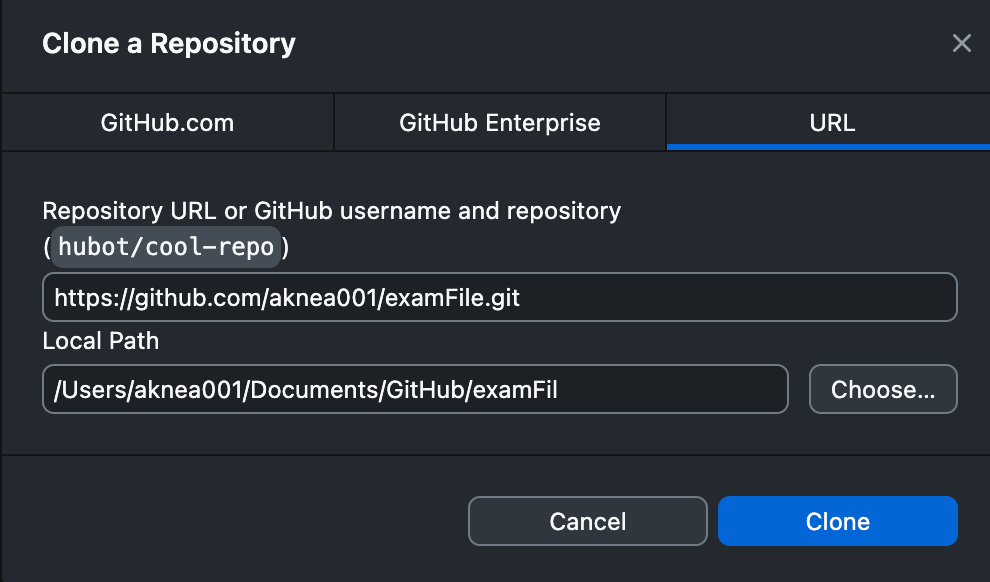 Clone a Repository
GitHub.com
GitHub Enterprise
URL
Repository URL or GitHub username and repository
(hubot/cool-repo)
https://github.com/aknea001/examFile.git
Local Path
/Users/aknea001/Documents/GitHub/examFil
Choose...
Cancel
Clone